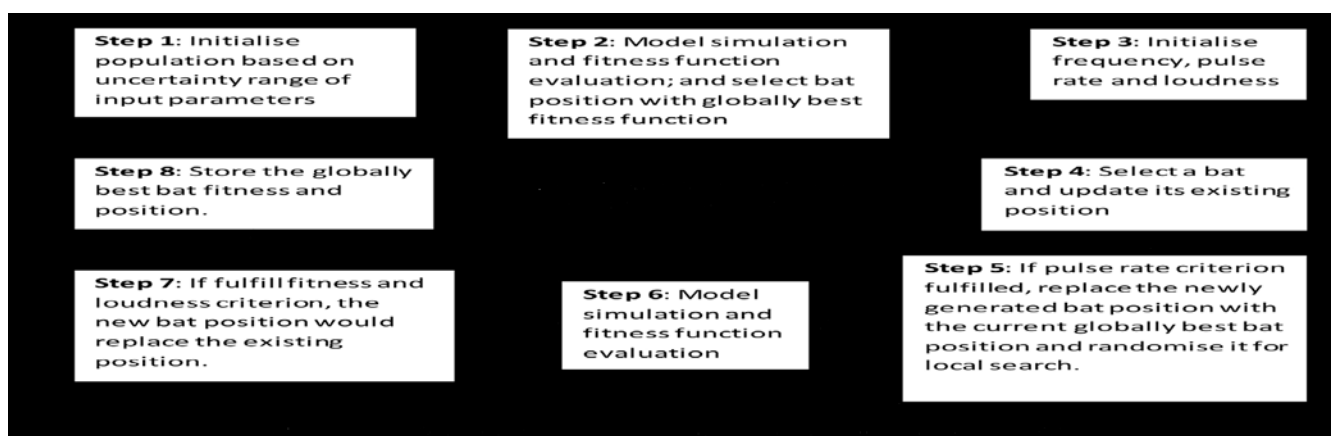 Step 1: Initialise
population based on
uncertainty range of
input parameters
Step 2: Model simulation
and fitness function
evaluation; and select bat
position with globally best
fitness function
Step 3: Initialise
frequency, pulse
rate and loudness
Step 8: Store the globally
best bat fitness and
position.
Step 4: Select a bat
and update its existing
position
Step 7: If fulfill fitness and
loudness criterion, the
new bat position would
replace the existing
position.
Step 6: Model
simulation and
fitness function
evaluation
Step 5: If pulse rate criterion
fulfilled, replace the newly
generated bat position with
the current globally best bat
position and randomise it for
local search.